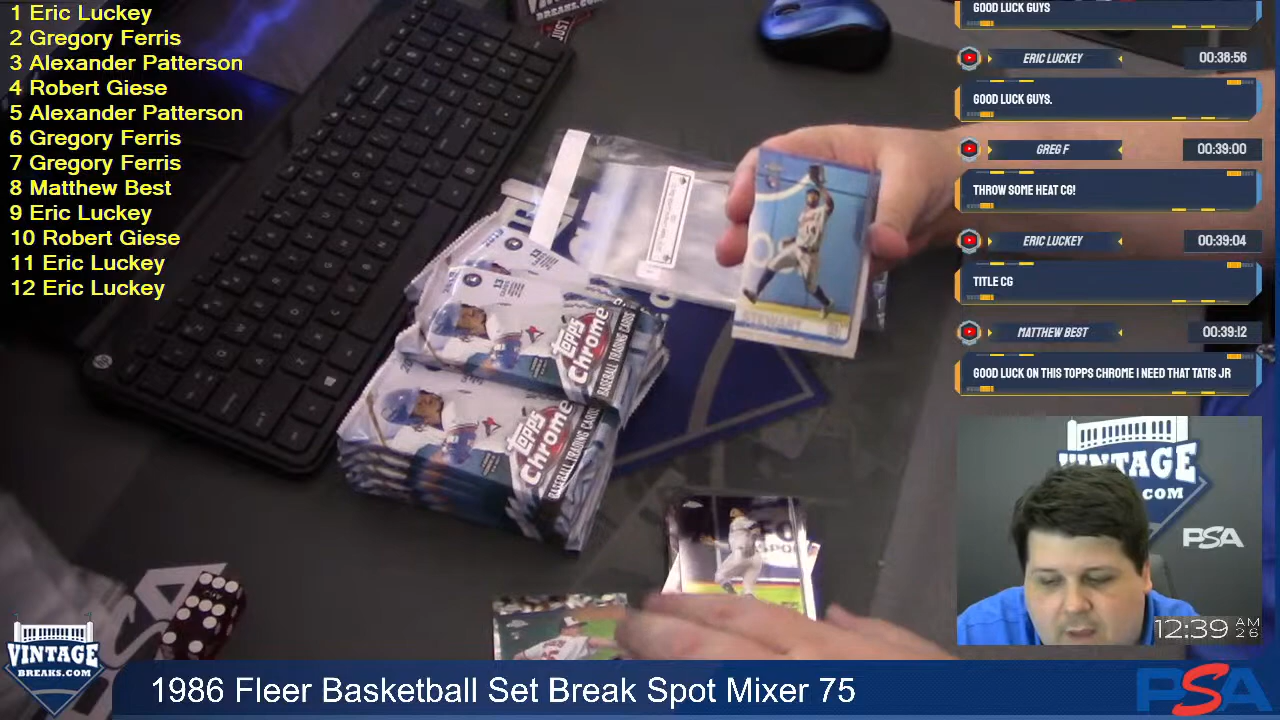 1 Eric Luckey
2 Gregory Ferris
3 Alexander Patterson
4 Robert Giese
5 Alexander Patterson
6 Gregory Ferris
7 Gregory Ferris
8 Matthew Best
9 Eric Luckey
10 Robert Giese
11 Eric Luckey
12 Eric Luckey
GOOD LUCK GUYS
ERIC LUCKEY 00:38:56
GOOD LUCK GUYS.
GREG F 00:39:00
THROW SOME HEAT CG!
ERIC LUCKEY 00:39:04
TITLE CG
MATTHEW BEST 00:39:12
GOOD LUCK ON THIS TOPPS CHROME I NEED THAT TATIS JR
BREAKS.COM
Topps
Chrome
BASEBALL TRADING CARDS
Topps
Chrome
BASEBALL TRADING CARDS
STEWART
VINTAGE
.COM
PSA
12:39 AM
26
VINTAGE
BREAKS.COM
1986 Fleer Basketball Set Break Spot Mixer 75
PSA